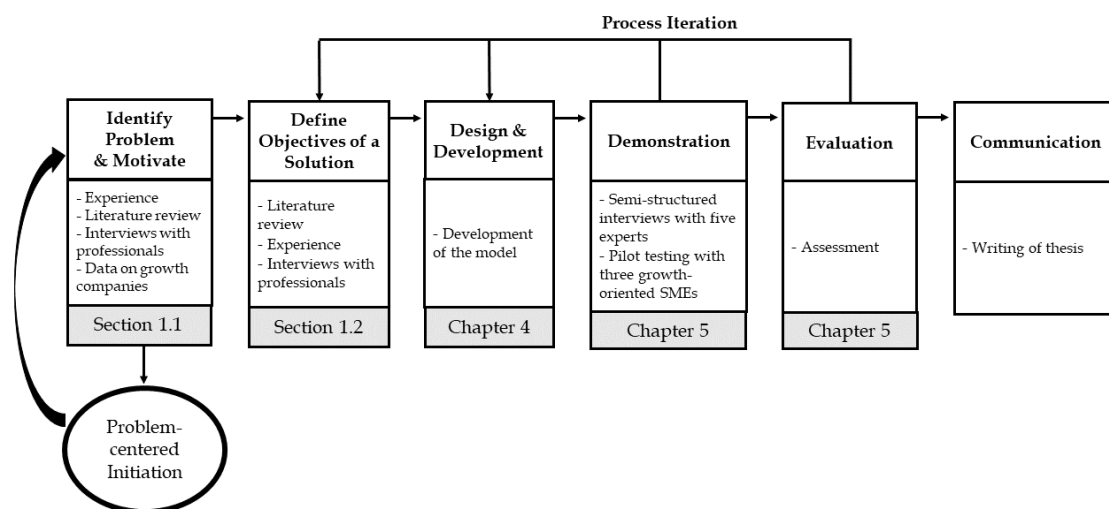 Process Iteration
Identify
Problem
& Motivate
- Experience
- Literature review
- Interviews with
professionals
- Data on growth
companies
Section 1.1
Define
Objectives of a
Solution
- Literature
review
- Experience
- Interviews with
professionals
Section 1.2
Design &
Development
- Development
of the model
Chapter 4
Demonstration
- Semi-structured
interviews with five
experts
- Pilot testing with
three growth-
oriented SMEs
Chapter 5
Evaluation
- Assessment
Chapter 5
Communication
- Writing of thesis
Problem-
centered
Initiation